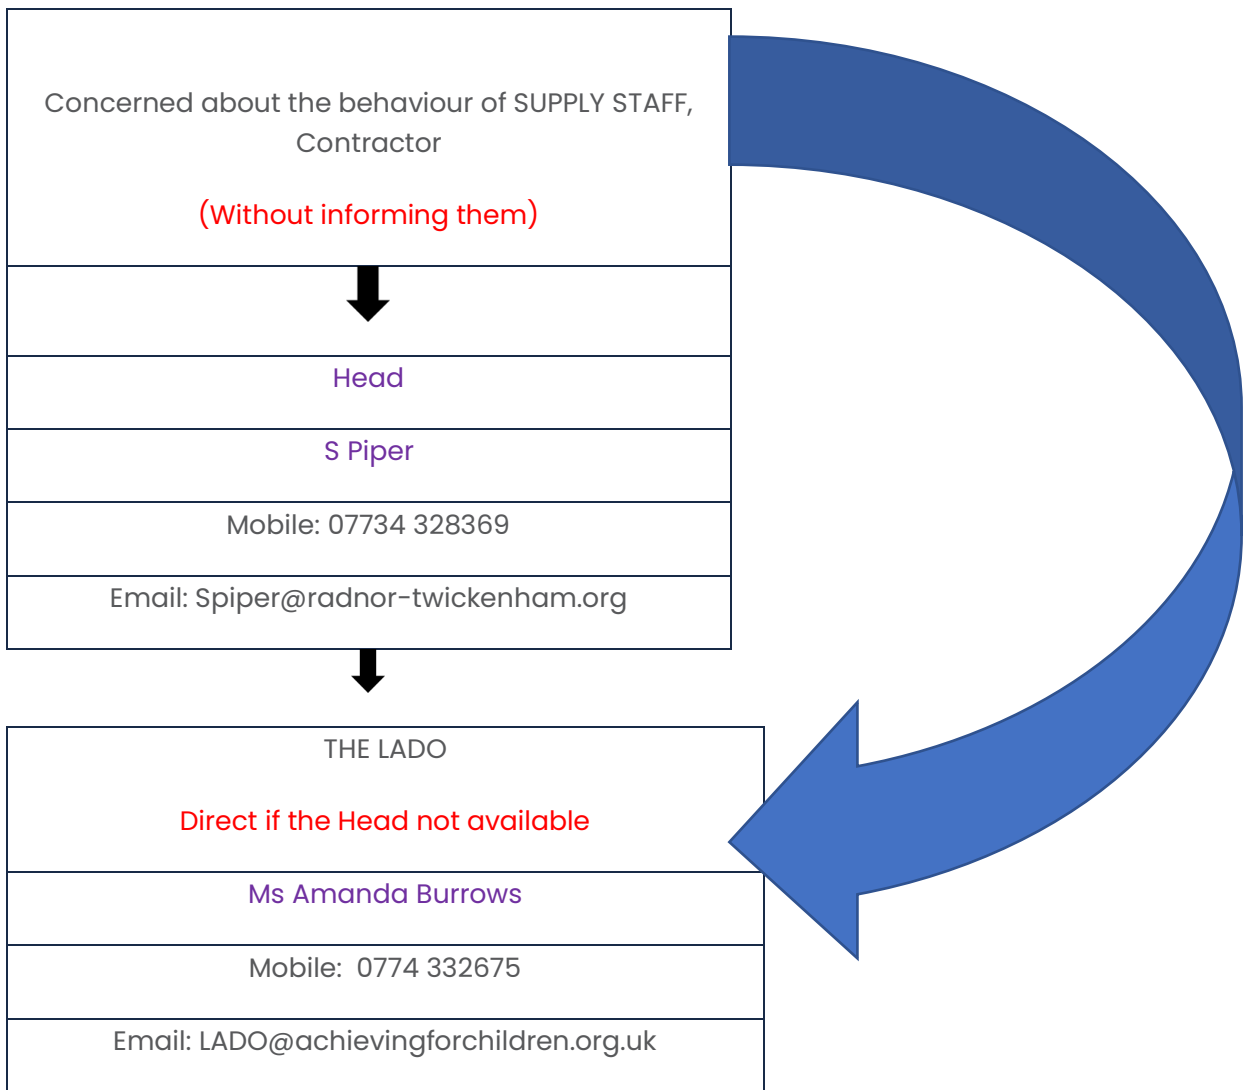 Concerned about the behaviour of SUPPLY STAFF,
Contractor
(Without informing them)
Head
S Piper
Mobile: 07734 328369
Email: Spiper@radnor-twickenham.org
THE LADO
Direct if the Head not available
Ms Amanda Burrows
Mobile:  0774 332675
Email: LADO@achievingforchildren.org.uk